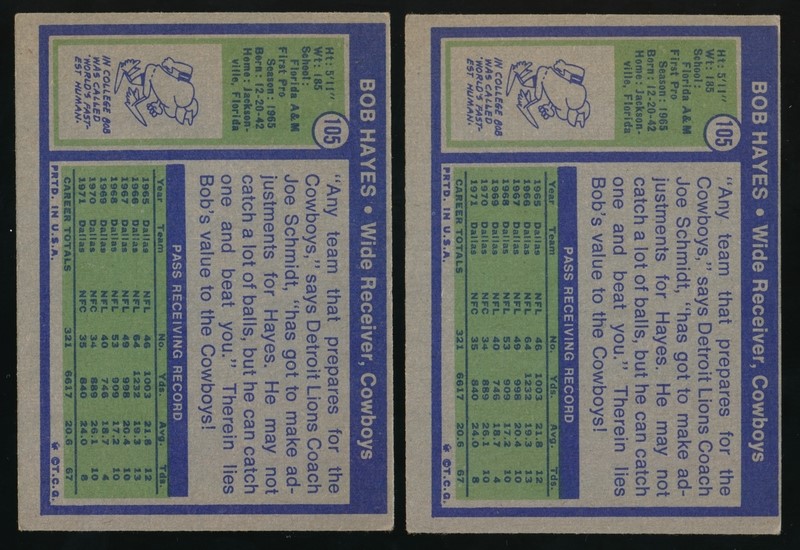 BOB HAYES • Wide Receiver, Cowboys
105
Ht: 5'11"
Wt: 185
School:
Florida A&M
First Pro
Season: 1965
Born: 12-20-42
Home: Jackson-
ville, Florida
IN COLLEGE BOB
WAS CALLED
"WORLD'S FAST-
EST HUMAN."
"Any team that prepares for the
Cowboys," says Detroit Lions Coach
Joe Schmidt, "has got to make ad-
justments for Hayes. He may not
catch a lot of balls, but he can catch
one and beat you." Therein lies
Bob's value to the Cowboys!
PASS RECEIVING RECORD
Year Team No. Yds. Avg. Tds.
1965 Dallas NFL 46 1003 21.8 12
1966 Dallas NFL 64 1232 19.3 13
1967 Dallas NFL 49 998 20.4 10
1968 Dallas NFL 53 909 17.2 10
1969 Dallas NFL 40 746 18.7 4
1970 Dallas NFC 34 889 26.1 10
1971 Dallas NFC 35 840 24.0 8
CAREER TOTALS 321 6617 20.6 67
PRTD. IN U.S.A. ©T.C.G.
BOB HAYES • Wide Receiver, Cowboys
105
Ht: 5'11"
Wt: 185
School:
Florida A&M
First Pro
Season: 1965
Born: 12-20-42
Home: Jackson-
ville, Florida
IN COLLEGE BOB
WAS CALLED
"WORLD'S FAST-
EST HUMAN."
"Any team that prepares for the
Cowboys," says Detroit Lions Coach
Joe Schmidt, "has got to make ad-
justments for Hayes. He may not
catch a lot of balls, but he can catch
one and beat you." Therein lies
Bob's value to the Cowboys!
PASS RECEIVING RECORD
Year Team No. Yds. Avg. Tds.
1965 Dallas NFL 46 1003 21.8 12
1966 Dallas NFL 64 1232 19.3 13
1967 Dallas NFL 49 998 20.4 10
1968 Dallas NFL 53 909 17.2 10
1969 Dallas NFL 40 746 18.7 4
1970 Dallas NFC 34 889 26.1 10
1971 Dallas NFC 35 840 24.0 8
CAREER TOTALS 321 6617 20.6 67
PRTD. IN U.S.A. ©T.C.G.